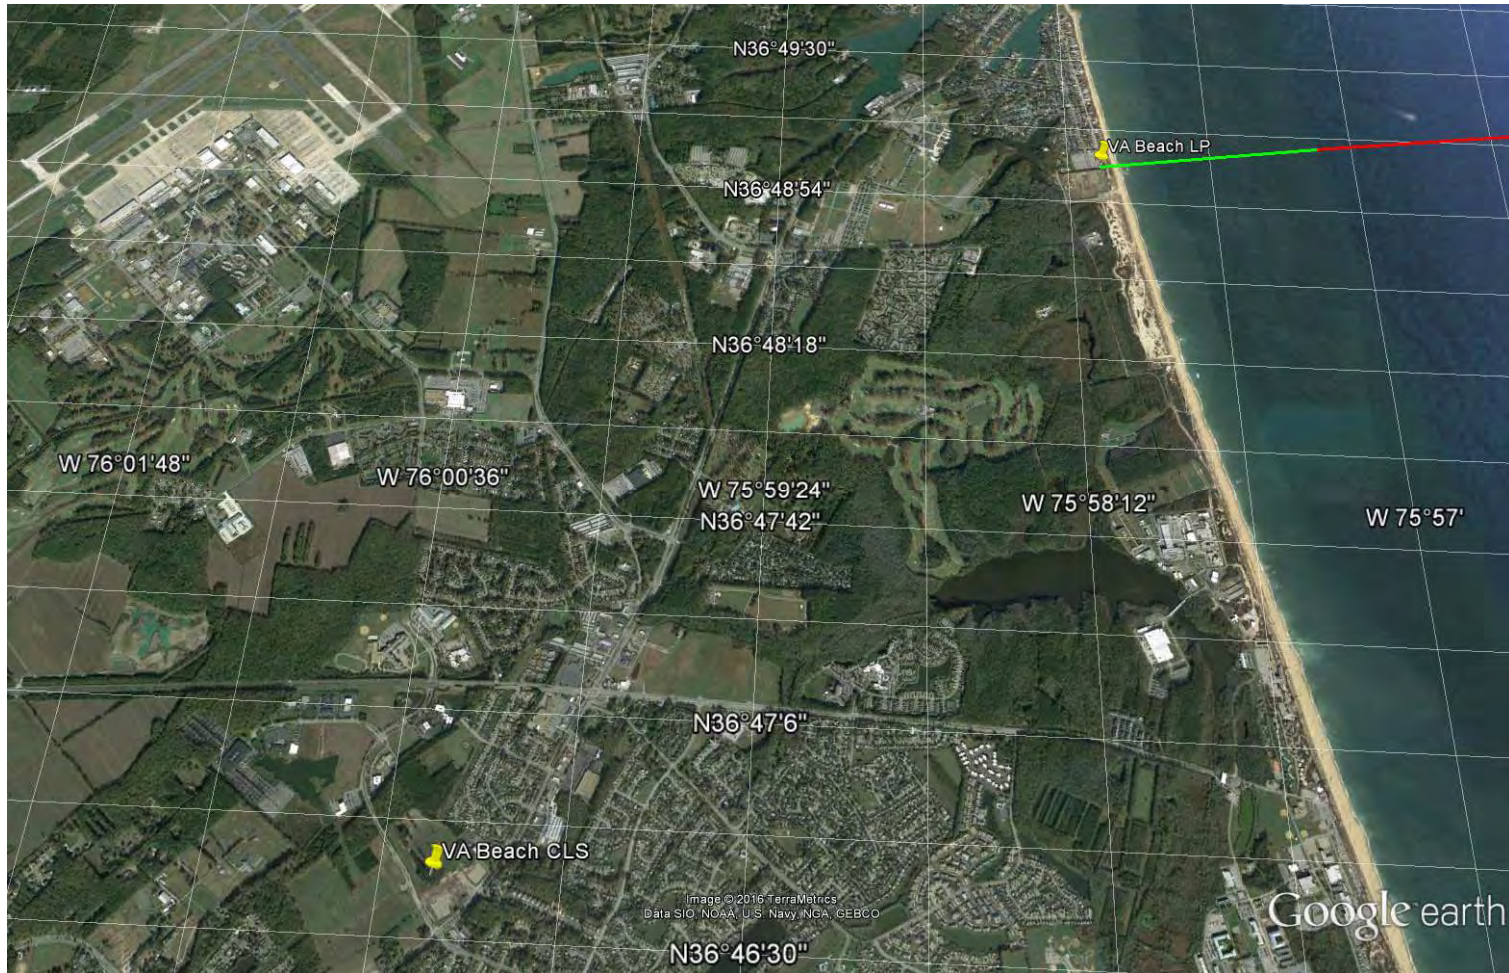 N36°49'30"
VA Beach LP
N36°48'54"
N36°48'18"
W 76°01'48"
W 76°00'36"
W 75°59'24"
W 75°58'12"
W 75°57'
N36°47'42"
N36°47'6"
VA Beach CLS
Image © 2016 TerraMetrics
Data SIO, NOAA, U.S. Navy, NGA, GEBCO
Google earth
N36°46'30"